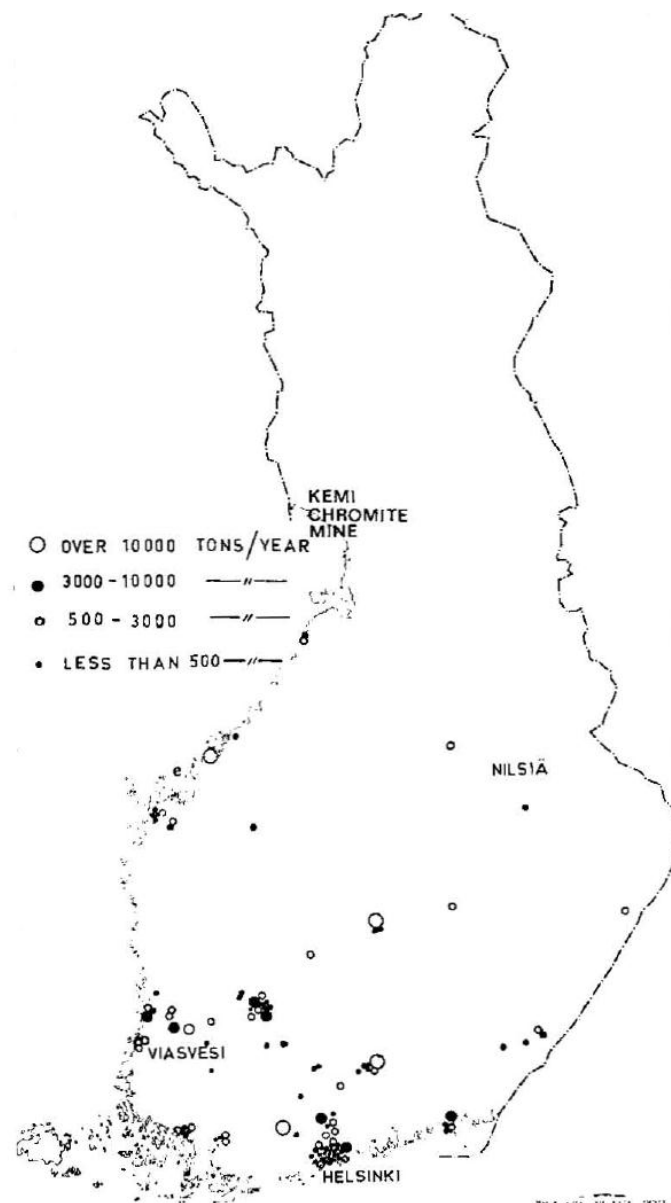 KEMI
CHROMITE
MINE
OVER 10000 TONS/YEAR
3000-10000 —〃—
500 - 3000 —〃—
LESS THAN 500 —〃—
e
NILSIÄ
VIASVESI
HELSINKI